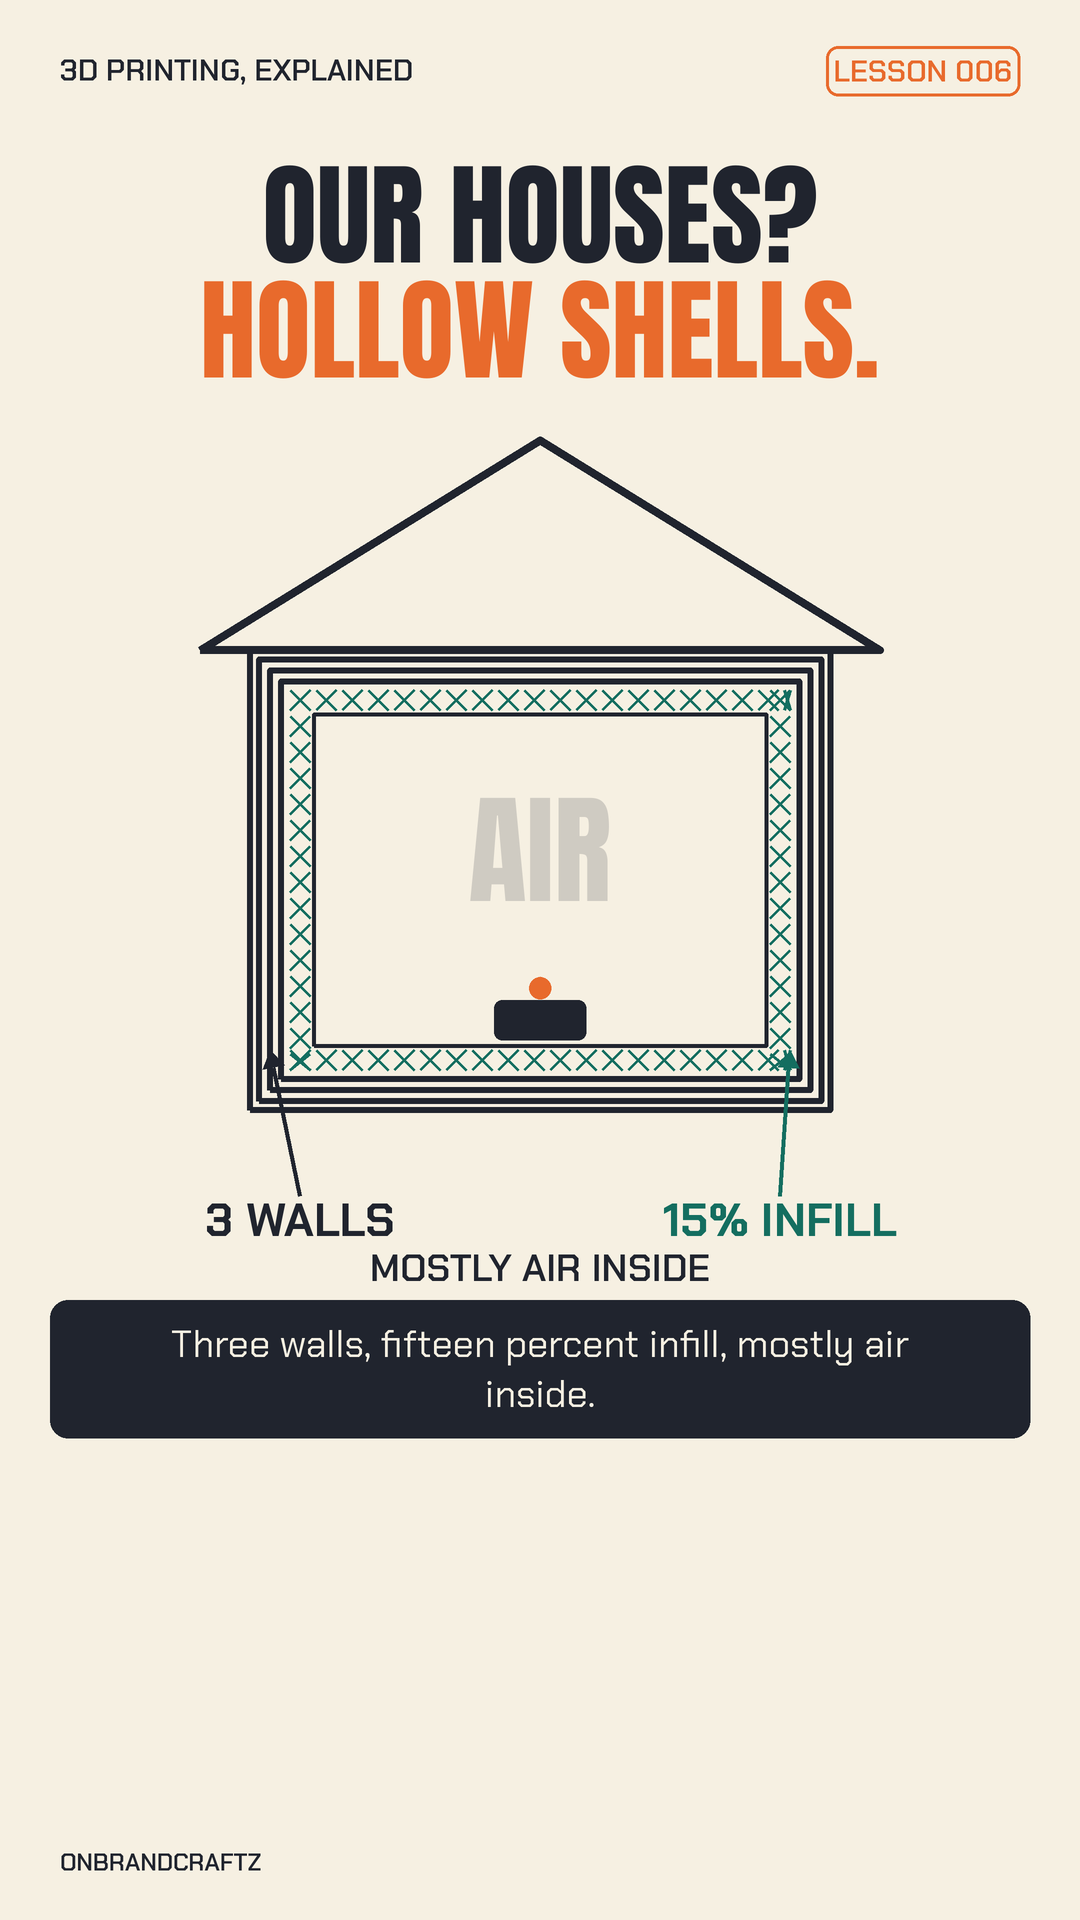 3D PRINTING, EXPLAINED
LESSON 006
OUR HOUSES?
HOLLOW SHELLS.
AIR
3 WALLS
15% INFILL
MOSTLY AIR INSIDE
Three walls, fifteen percent infill, mostly air
inside.
ONBRANDCRAFTZ